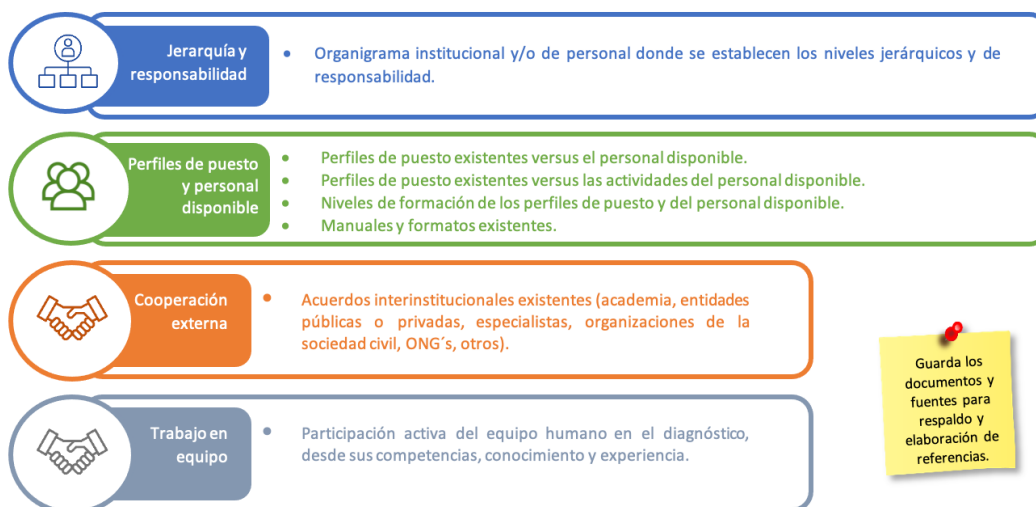 Jerarquía y
responsabilidad
• Organigrama institucional y/o de personal donde se establecen los niveles jerárquicos y de
responsabilidad.
Perfiles de puesto
y personal
disponible
• Perfiles de puesto existentes versus el personal disponible.
• Perfiles de puesto existentes versus las actividades del personal disponible.
• Niveles de formación de los perfiles de puesto y del personal disponible.
• Manuales y formatos existentes.
Cooperación
externa
• Acuerdos interinstitucionales existentes (academia, entidades
públicas o privadas, especialistas, organizaciones de la
sociedad civil, ONG´s, otros).
Guarda los
documentos y
fuentes para
respaldo y
elaboración de
referencias.
Trabajo en
equipo
• Participación activa del equipo humano en el diagnóstico,
desde sus competencias, conocimiento y experiencia.